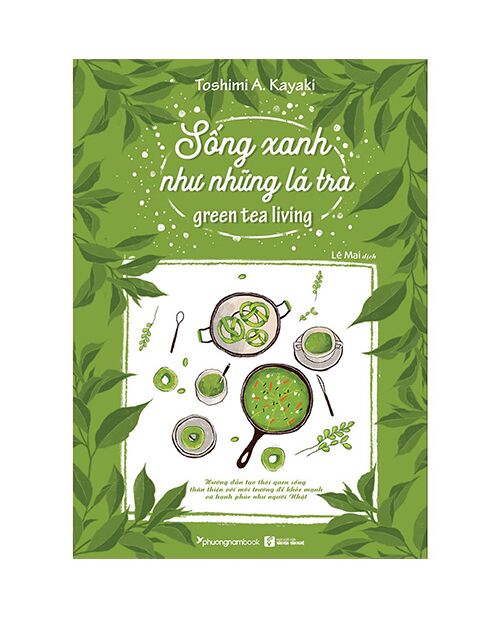 Toshimi A. Kayaki
Sống xanh
như những lá trà
green tea living
Lê Mai dịch
Hướng dẫn tạo thói quen sống
thân thiện với môi trường để khỏe mạnh
và hạnh phúc như người Nhật
phuongnambook